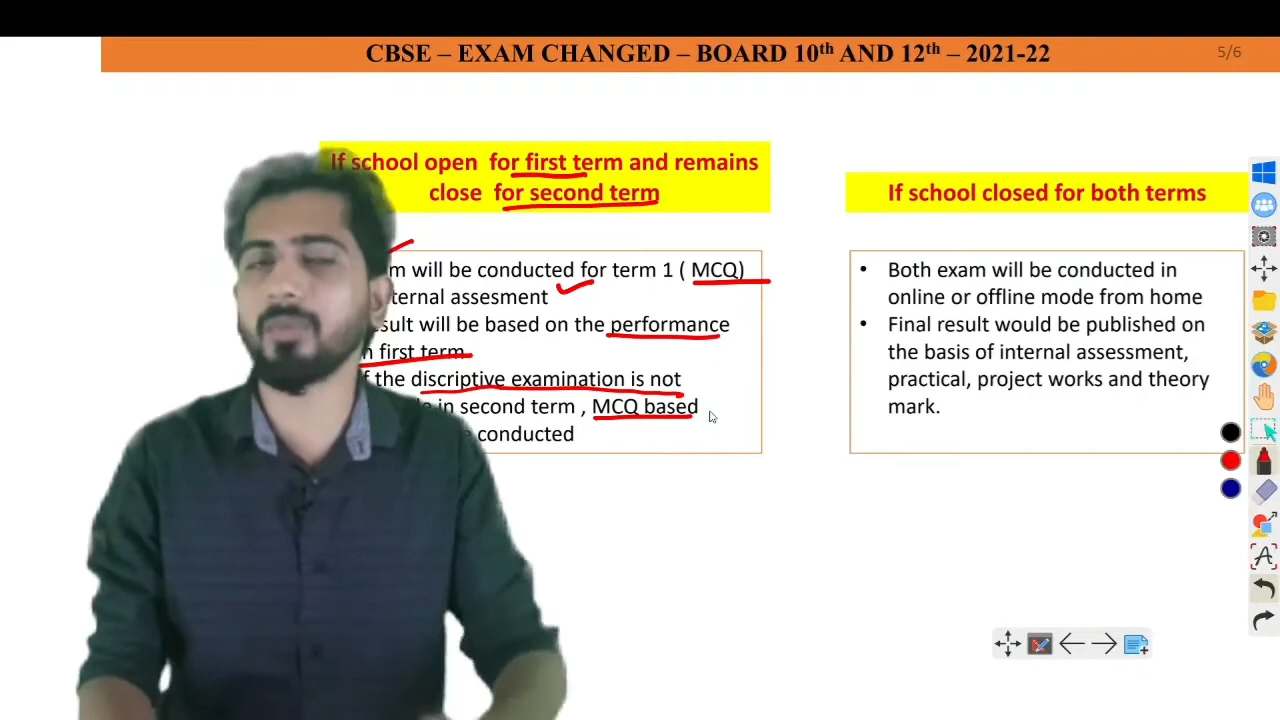 CBSE – EXAM CHANGED – BOARD 10th AND 12th – 2021-22
5/6
If school open for first term and remains
close for second term
will be conducted for term 1 ( MCQ)
assesment
will be based on the performance
first term
the discriptive examination is not
in second term , MCQ based
conducted
If school closed for both terms
• Both exam will be conducted in
online or offline mode from home
• Final result would be published on
the basis of internal assessment,
practical, project works and theory
mark.